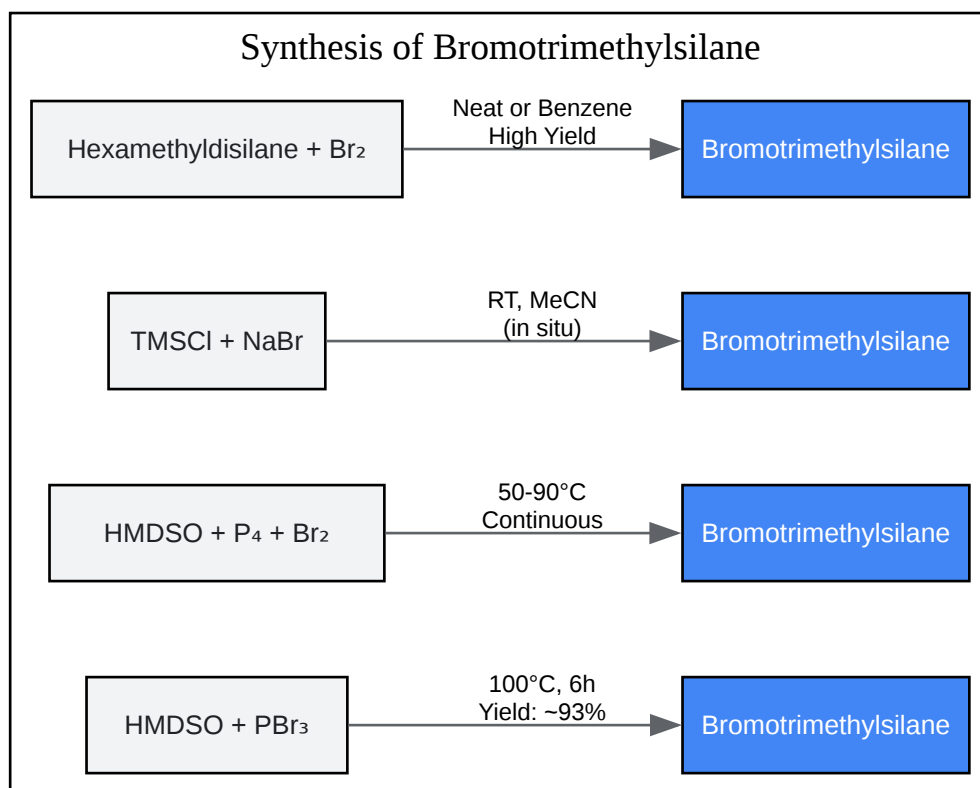 Synthesis of Bromotrimethylsilane
Hexamethyldisilane + Br₂
Neat or Benzene
High Yield
Bromotrimethylsilane
TMSCl + NaBr
RT, MeCN
(in situ)
Bromotrimethylsilane
HMDSO + P₄ + Br₂
50-90°C
Continuous
Bromotrimethylsilane
HMDSO + PBr₃
100°C, 6h
Yield: ~93%
Bromotrimethylsilane